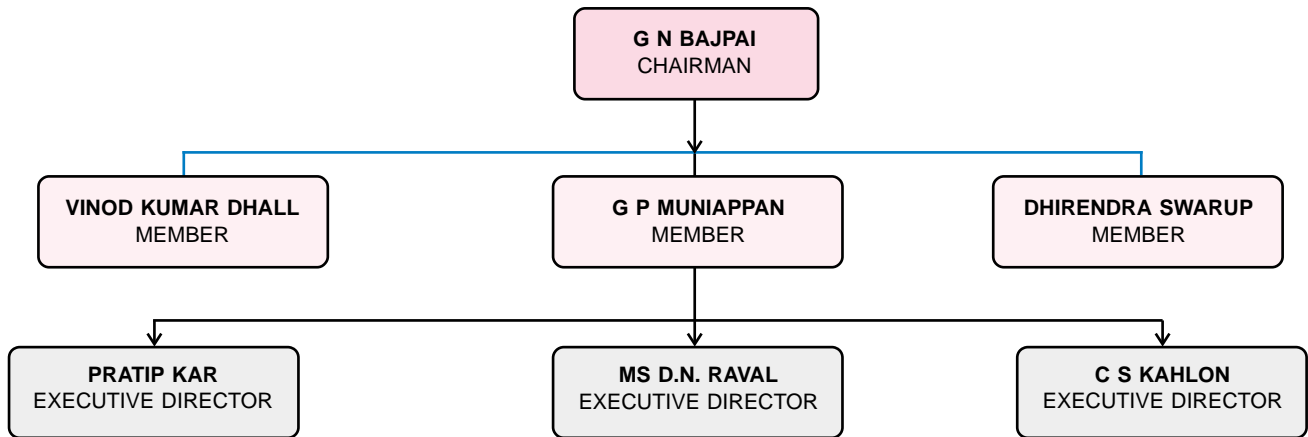 G N BAJPAI
CHAIRMAN
VINOD KUMAR DHALL
MEMBER
G P MUNIAPPAN
MEMBER
DHIRENDRA SWARUP
MEMBER
PRATIP KAR
EXECUTIVE DIRECTOR
MS D.N. RAVAL
EXECUTIVE DIRECTOR
C S KAHLON
EXECUTIVE DIRECTOR